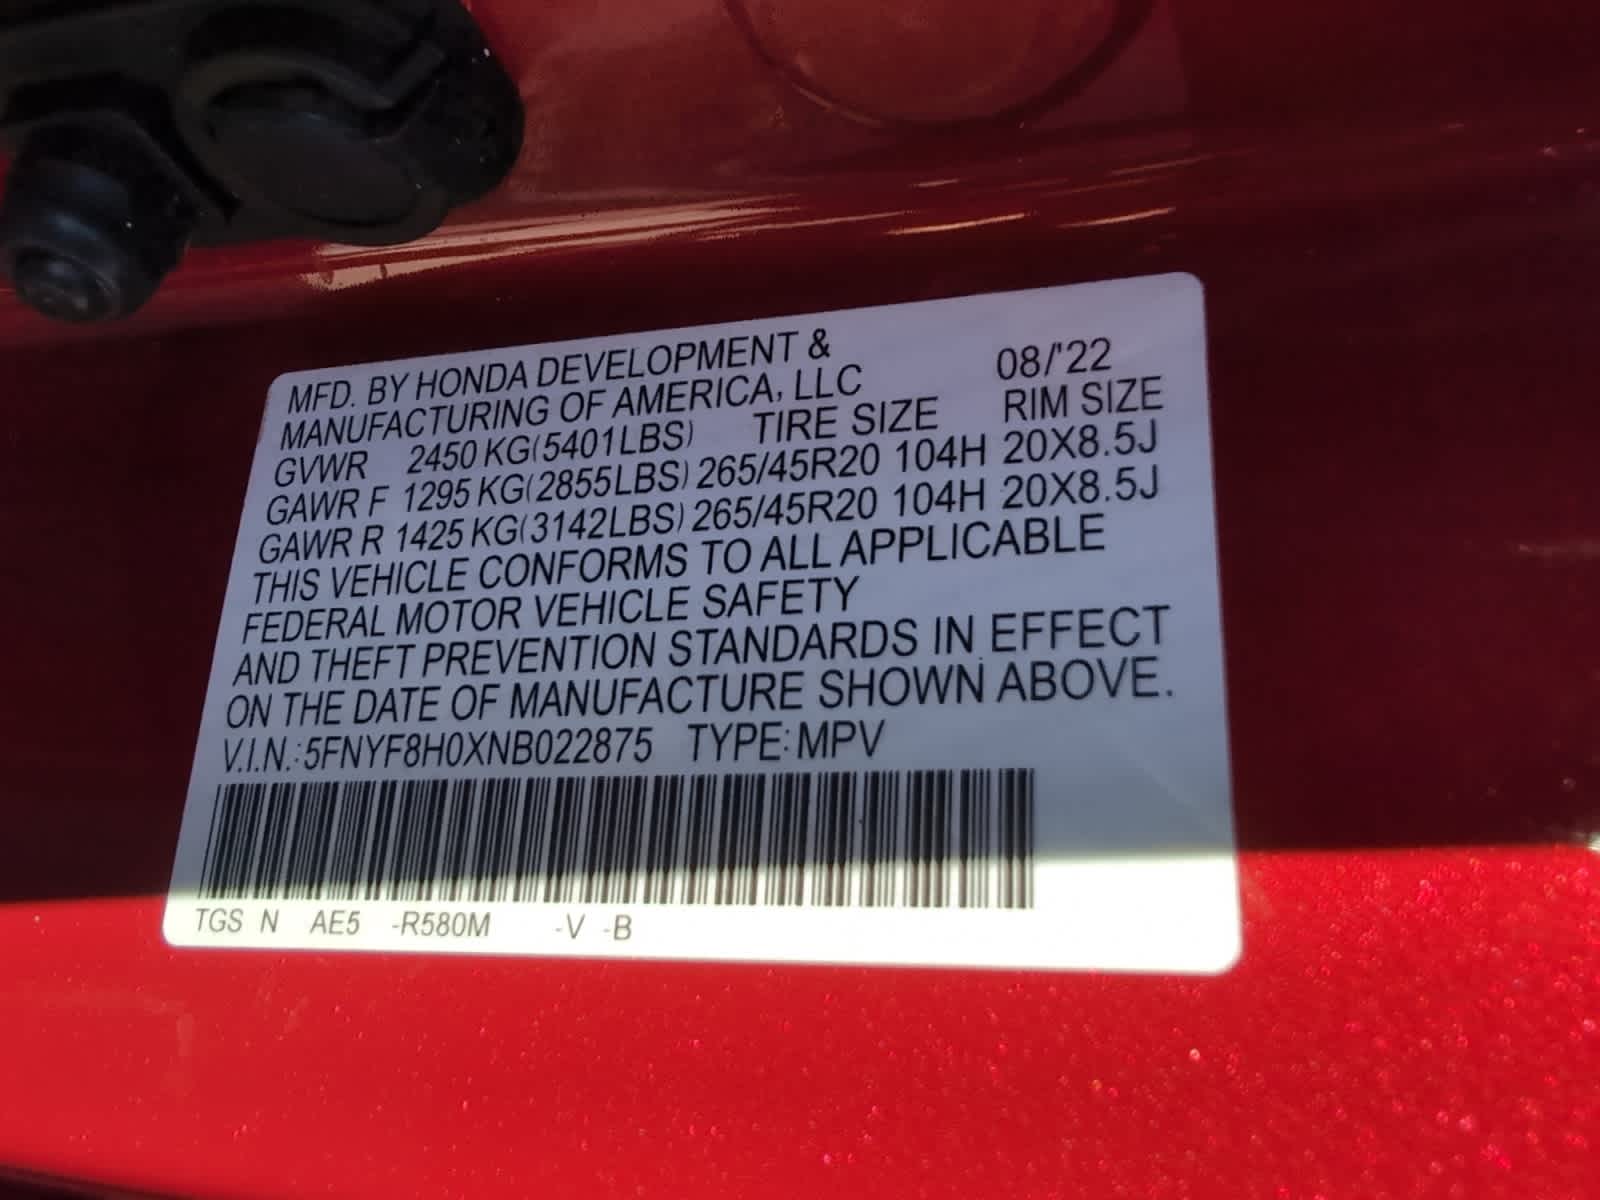 MFD. BY HONDA DEVELOPMENT &
MANUFACTURING OF AMERICA, LLC 08/'22
GVWR 2450 KG(5401LBS) TIRE SIZE RIM SIZE
GAWR F 1295 KG(2855LBS) 265/45R20 104H 20X8.5J
GAWR R 1425 KG(3142LBS) 265/45R20 104H 20X8.5J
THIS VEHICLE CONFORMS TO ALL APPLICABLE
FEDERAL MOTOR VEHICLE SAFETY
AND THEFT PREVENTION STANDARDS IN EFFECT
ON THE DATE OF MANUFACTURE SHOWN ABOVE.
V.I.N.:5FNYF8H0XNB022875 TYPE:MPV
TGS N AE5 -R580M -V -B